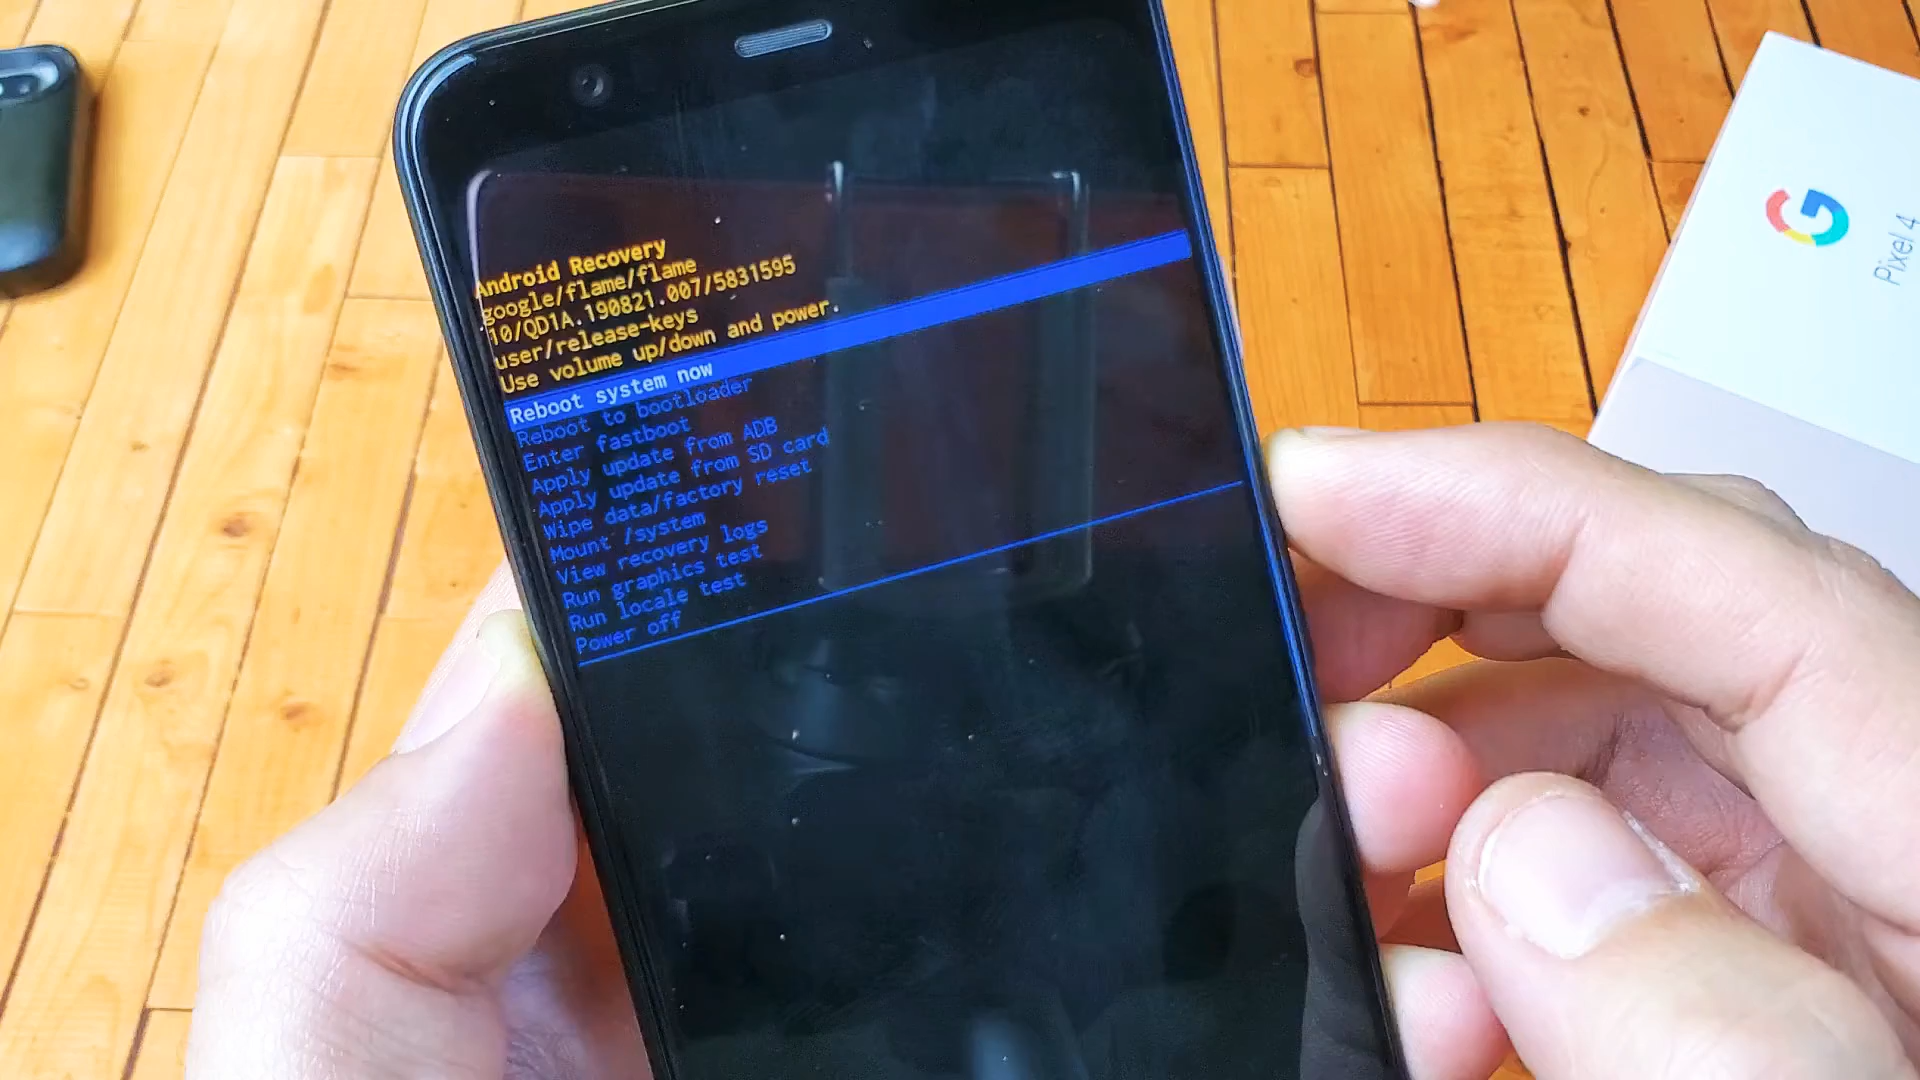 Android Recovery
google/flame/flame
10/QD1A.190821.007/5831595
user/release-keys
Use volume up/down and power.
Reboot system now
Reboot to bootloader
Enter fastboot
Apply update from ADB
Apply update from SD card
Wipe data/factory reset
Mount /system
View recovery logs
Run graphics test
Run locale test
Power off
G
Pixel 4